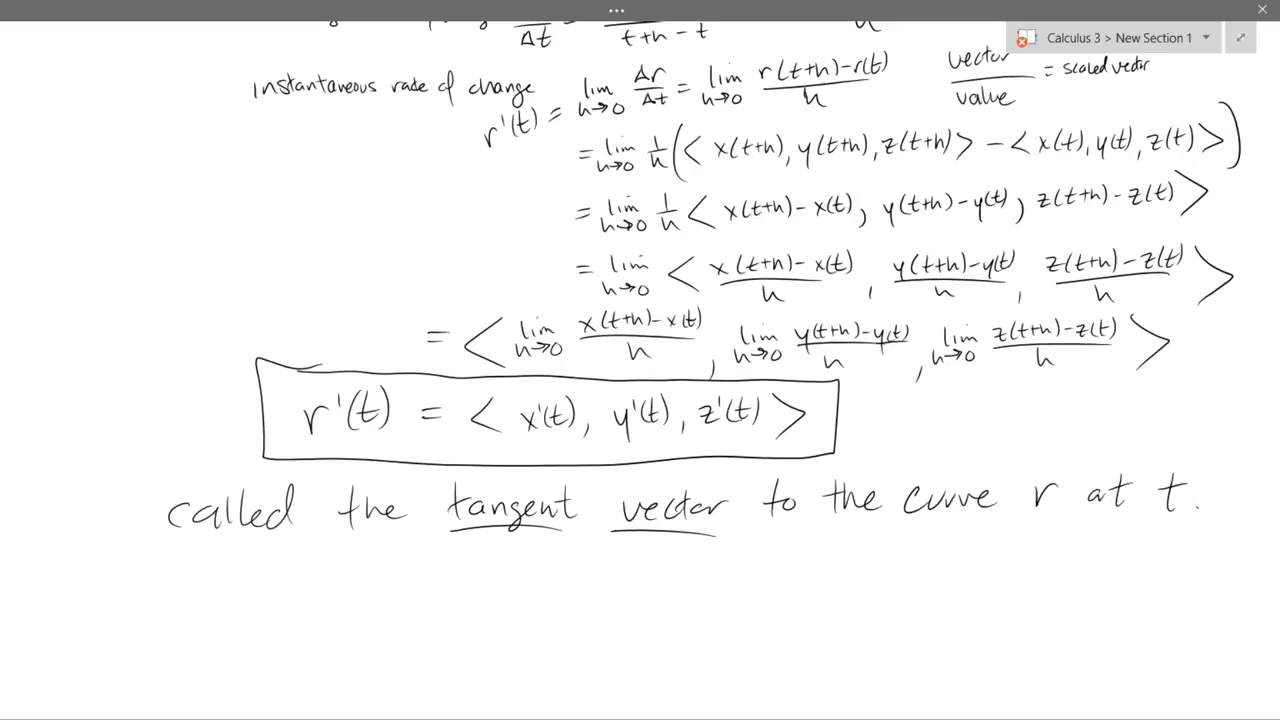 Δt t+h-t h
Calculus 3 > New Section 1
instantaneous rate of change r'(t) = lim h→0 Δr/Δt = lim h→0 r(t+h)-r(t)/h vector/value = scaled vector
= lim h→0 1/h (< x(t+h), y(t+h), z(t+h) > - < x(t), y(t), z(t) >)
= lim h→0 1/h < x(t+h)-x(t), y(t+h)-y(t), z(t+h)-z(t) >
= lim h→0 < x(t+h)-x(t)/h, y(t+h)-y(t)/h, z(t+h)-z(t)/h >
= < lim h→0 x(t+h)-x(t)/h, lim h→0 y(t+h)-y(t)/h, lim h→0 z(t+h)-z(t)/h >
r'(t) = < x'(t), y'(t), z'(t) >
called the tangent vector to the curve r at t.